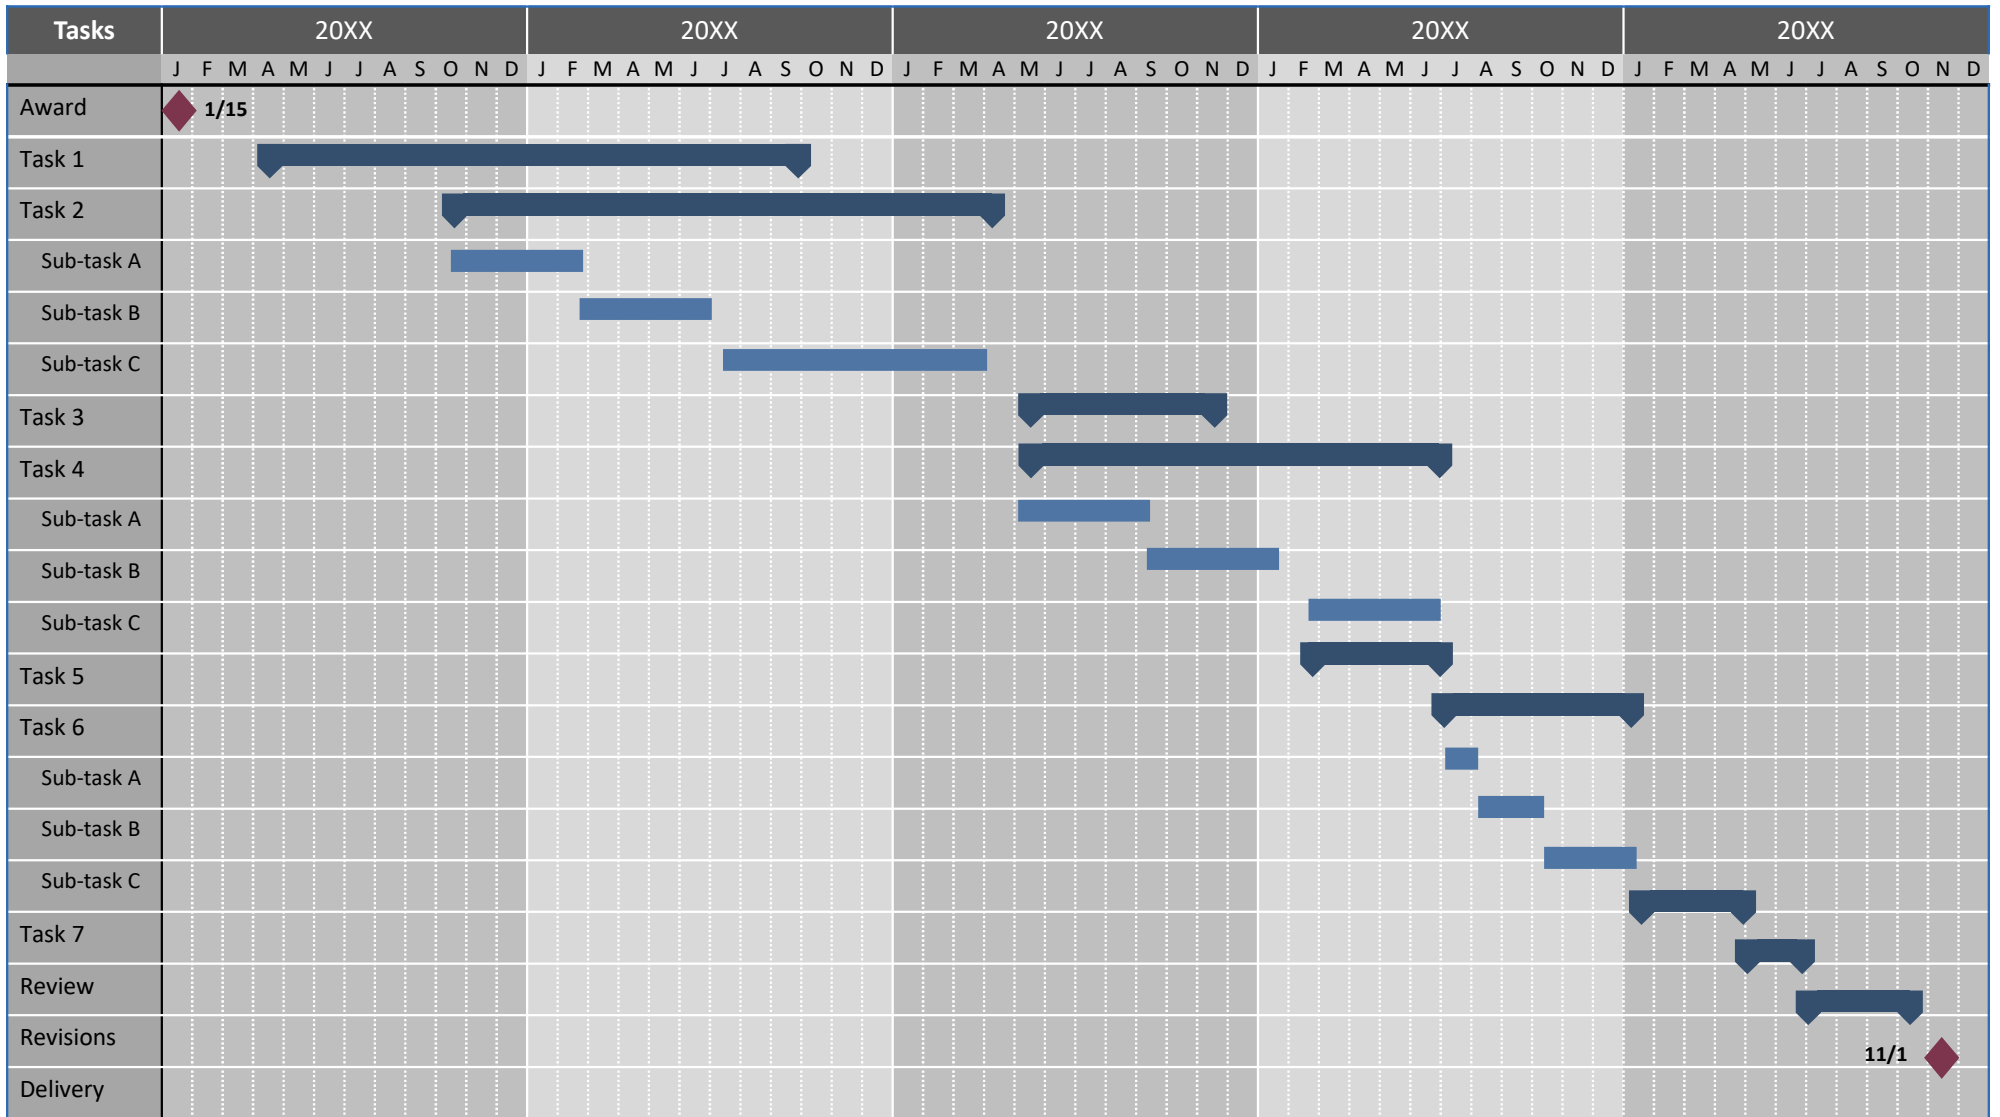 Tasks 20XX 20XX 20XX 20XX 20XX
J F M A M J J A S O N D J F M A M J J A S O N D J F M A M J J A S O N D J F M A M J J A S O N D J F M A M J J A S O N D
Award 1/15
Task 1
Task 2
Sub-task A
Sub-task B
Sub-task C
Task 3
Task 4
Sub-task A
Sub-task B
Sub-task C
Task 5
Task 6
Sub-task A
Sub-task B
Sub-task C
Task 7
Review
Revisions
11/1
Delivery